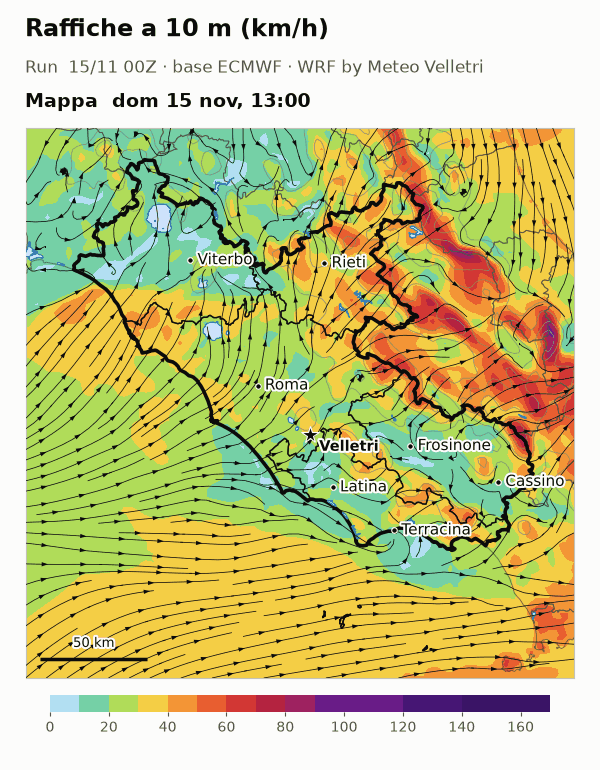 Raffiche a 10 m (km/h)
Run  15/11 00Z · base ECMWF · WRF by Meteo Velletri
Mappa  dom 15 nov, 13:00
Viterbo
Rieti
Roma
Velletri
Frosinone
Latina
Cassino
Terracina
50 km
0 20 40 60 80 100 120 140 160